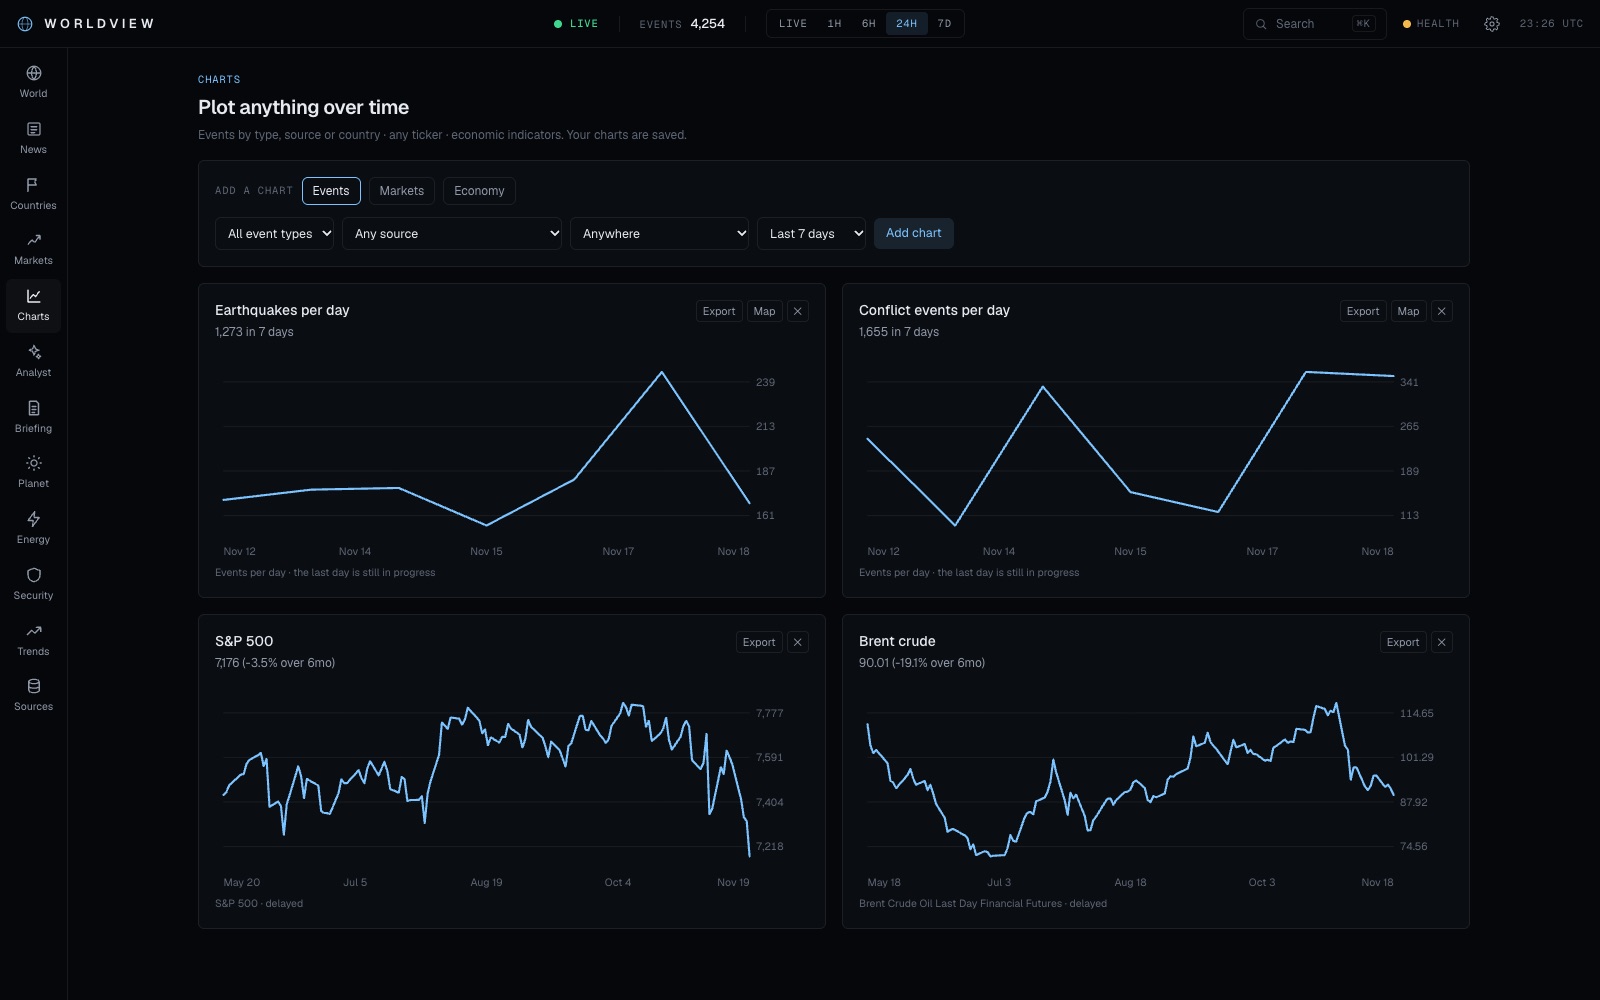 WORLDVIEW
LIVE
EVENTS 4,254
LIVE 1H 6H 24H 7D
Search ⌘K
HEALTH
23:26 UTC
World
News
Countries
Markets
Charts
Analyst
Briefing
Planet
Energy
Security
Trends
Sources
CHARTS
Plot anything over time
Events by type, source or country · any ticker · economic indicators. Your charts are saved.
ADD A CHART Events Markets Economy
All event types Any source Anywhere Last 7 days Add chart
Earthquakes per day
Export Map ×
1,273 in 7 days
239
213
187
161
Nov 12 Nov 14 Nov 15 Nov 17 Nov 18
Events per day · the last day is still in progress
Conflict events per day
Export Map ×
1,655 in 7 days
341
265
189
113
Nov 12 Nov 14 Nov 15 Nov 17 Nov 18
Events per day · the last day is still in progress
S&P 500
Export ×
7,176 (-3.5% over 6mo)
7,777
7,591
7,404
7,218
May 20 Jul 5 Aug 19 Oct 4 Nov 19
S&P 500 · delayed
Brent crude
Export ×
90.01 (-19.1% over 6mo)
114.65
101.29
87.92
74.56
May 18 Jul 3 Aug 18 Oct 3 Nov 18
Brent Crude Oil Last Day Financial Futures · delayed